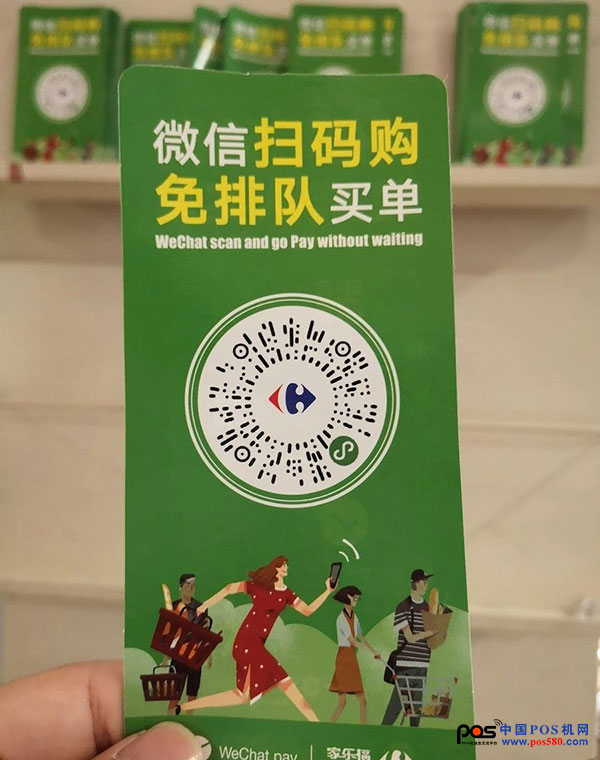 微信扫码购
免排队买单
WeChat scan and go Pay without waiting
WeChat pay | 家乐福
pos 中国POS机网
www.pos580.com